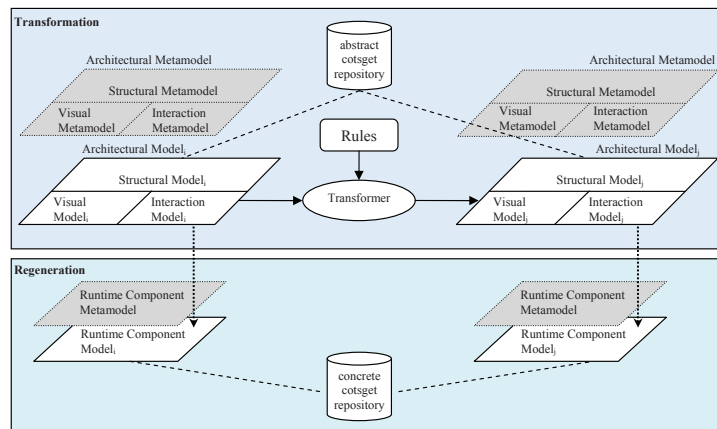 Transformation
abstract
cotsget
repository
Architectural Metamodel
Structural Metamodel
Visual
Metamodel
Interaction
Metamodel
Architectural Metamodel
Structural Metamodel
Visual
Metamodel
Interaction
Metamodel
Rules
Architectural Modelᵢ
Structural Modelᵢ
Visual
Modelᵢ
Interaction
Modelᵢ
Transformer
Architectural Modelⱼ
Structural Modelⱼ
Visual
Modelⱼ
Interaction
Modelⱼ
Regeneration
Runtime Component
Metamodel
Runtime Component
Modelᵢ
Runtime Component
Metamodel
Runtime Component
Modelⱼ
concrete
cotsget
repository